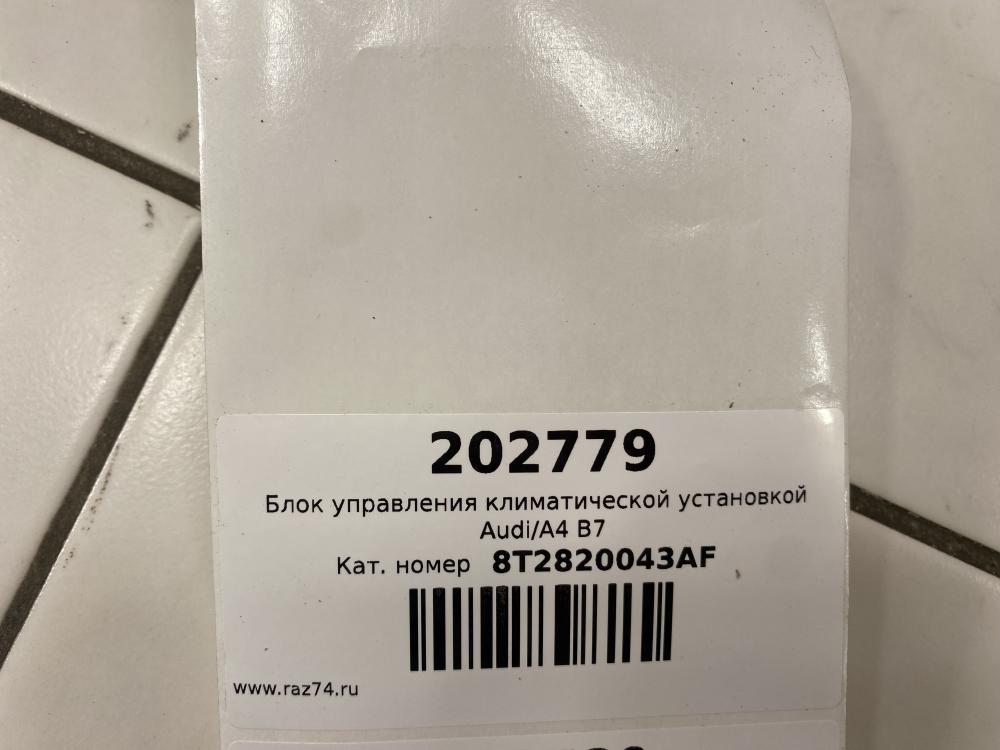 202779
Блок управления климатической установкой
Audi/A4 B7
Кат. номер 8T2820043AF
www.raz74.ru